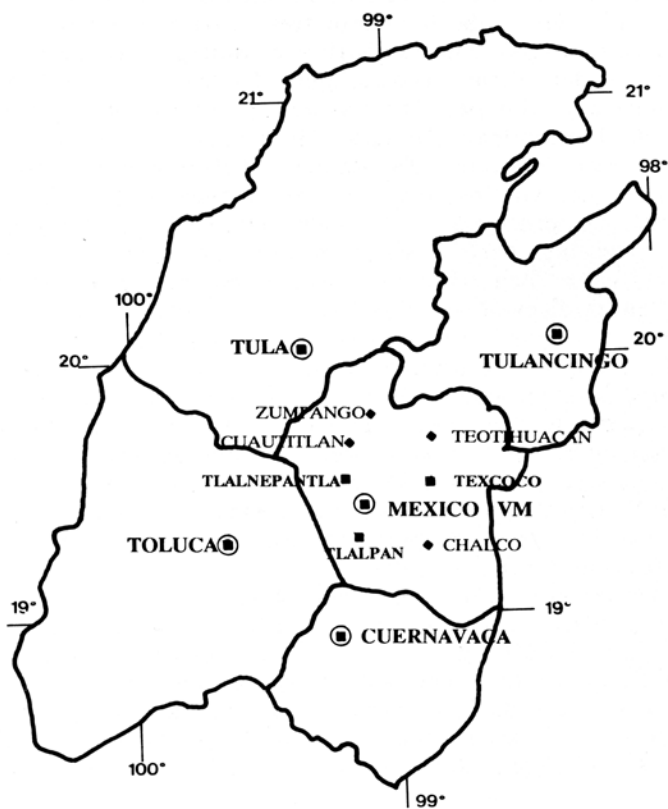 99°
21°
21°
98°
100°
20°
TULA
TULANCINGO
20°
ZUMPANGO
CUAUTITLAN
TEOTIHUACAN
TLALNEPANTLA
TEXCOCO
MEXICO VM
TOLUCA
TLALPAN
CHALCO
19°
19°
CUERNAVACA
100°
99°